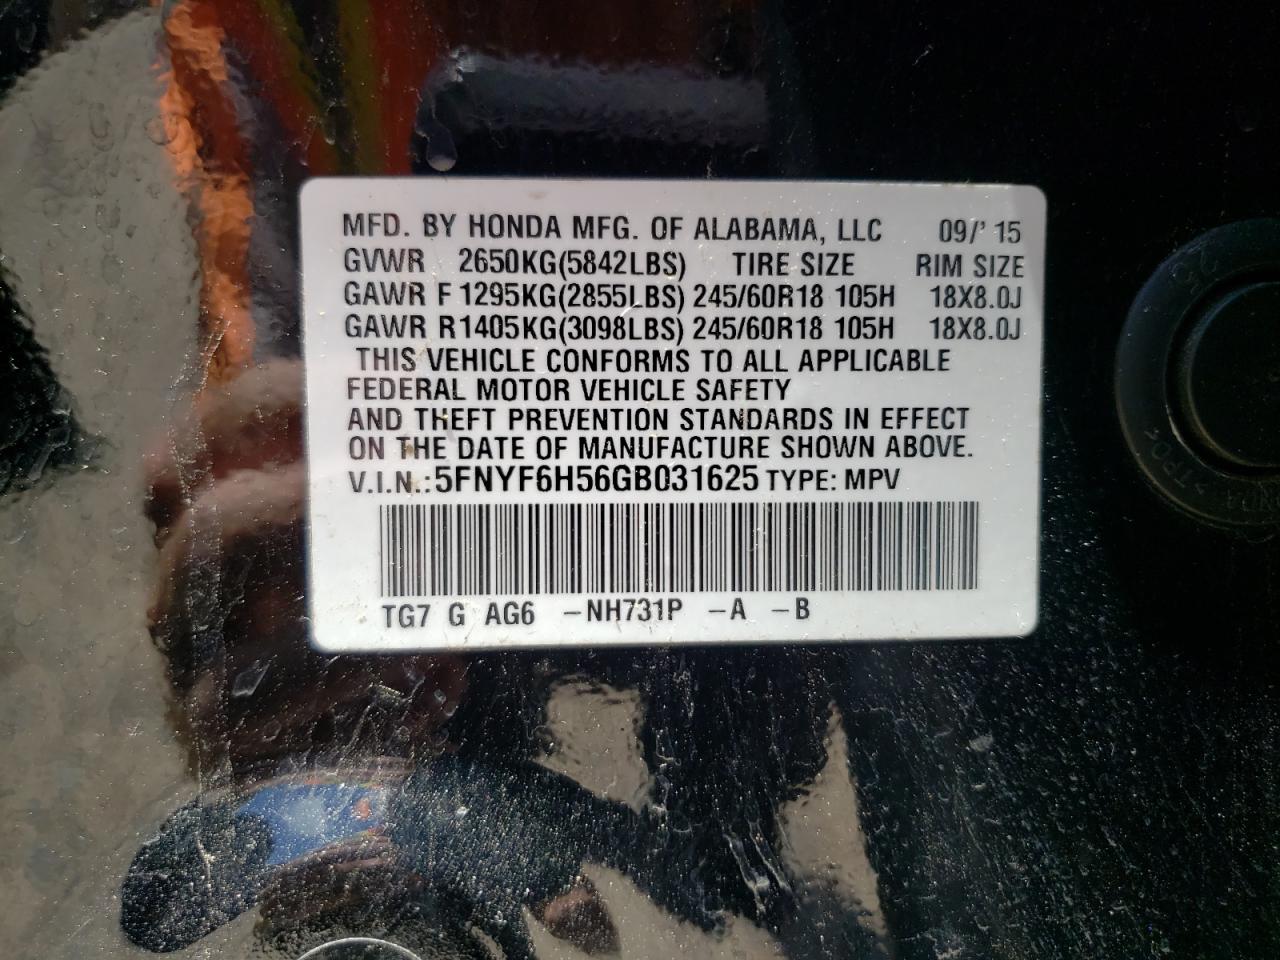 MFD. BY HONDA MFG. OF ALABAMA, LLC 09/' 15
GVWR 2650KG(5842LBS) TIRE SIZE RIM SIZE
GAWR F 1295KG(2855LBS) 245/60R18 105H 18X8.0J
GAWR R1405KG(3098LBS) 245/60R18 105H 18X8.0J
THIS VEHICLE CONFORMS TO ALL APPLICABLE
FEDERAL MOTOR VEHICLE SAFETY
AND THEFT PREVENTION STANDARDS IN EFFECT
ON THE DATE OF MANUFACTURE SHOWN ABOVE.
V.I.N.: 5FNYF6H56GB031625 TYPE: MPV
TG7 G AG6 -NH731P -A -B
>TPO<